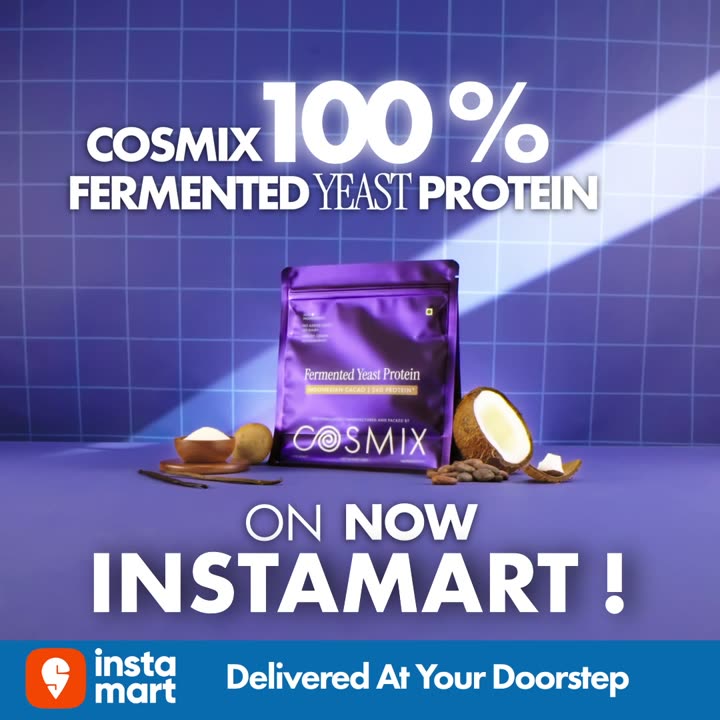 COSMIX 100 %
FERMENTED YEAST PROTEIN
Fermented Yeast Protein
INDONESIAN CACAO | 24G PROTEIN*
COSMIX
ON NOW
INSTAMART !
insta
mart
Delivered At Your Doorstep